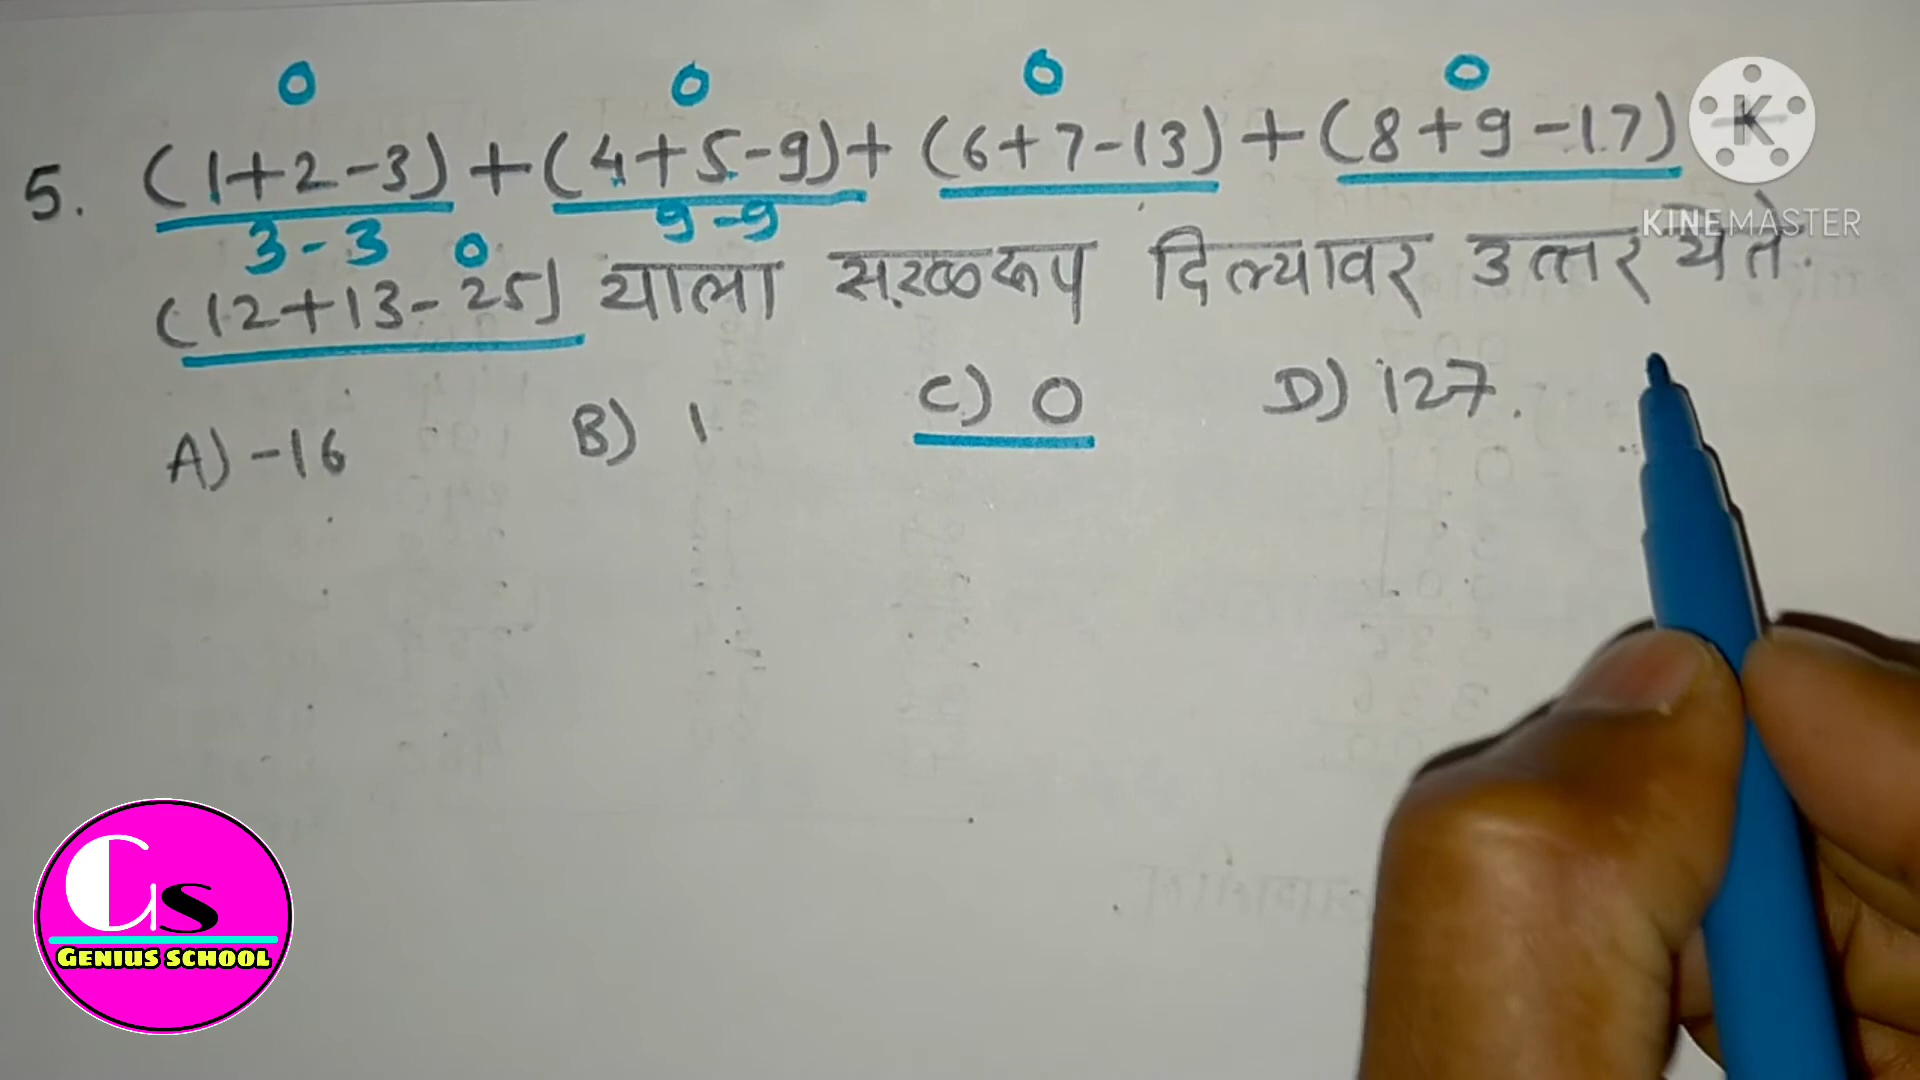 0 0 0 0
5. (1+2-3) + (4+5-9)+ (6+7-13) + (8+9-17) +
3-3 0 9-9
(12+13-25) याला सरळरूप दिल्यावर उत्तर येते.
A) -16 B) 1 C) 0 D) 127.
K
KINEMASTER
GS
GENIUS SCHOOL